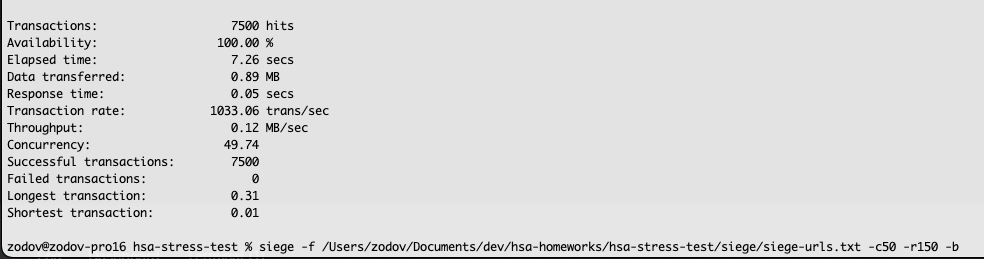 Transactions: 7500 hits
Availability: 100.00 %
Elapsed time: 7.26 secs
Data transferred: 0.89 MB
Response time: 0.05 secs
Transaction rate: 1033.06 trans/sec
Throughput: 0.12 MB/sec
Concurrency: 49.74
Successful transactions: 7500
Failed transactions: 0
Longest transaction: 0.31
Shortest transaction: 0.01
zodov@zodov-pro16 hsa-stress-test % siege -f /Users/zodov/Documents/dev/hsa-homeworks/hsa-stress-test/siege/siege-urls.txt -c50 -r150 -b